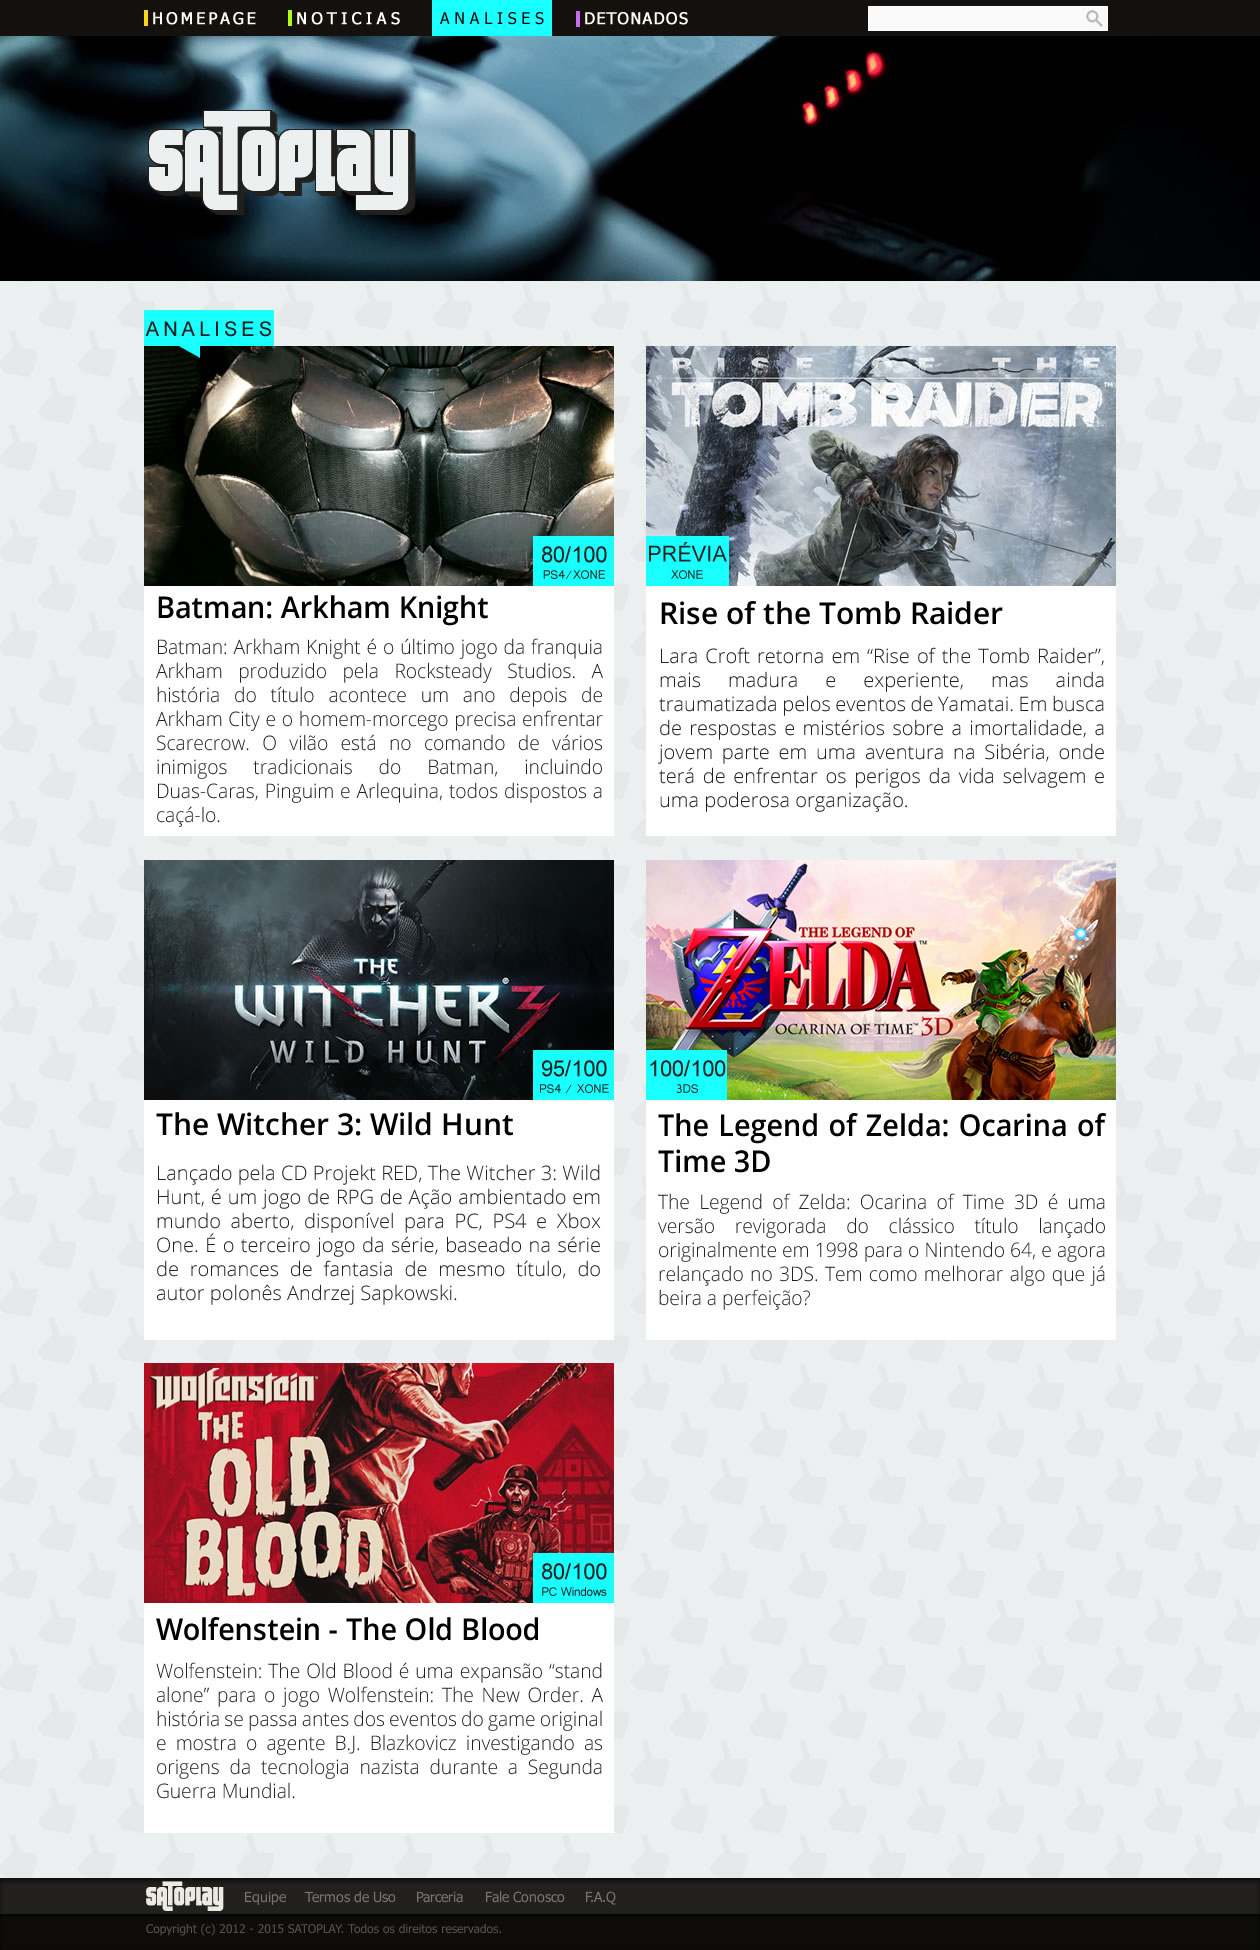 HOMEPAGE
NOTICIAS
ANALISES
DETONADOS
SATOPLAY
ANALISES
80/100
PS4/XONE
Batman: Arkham Knight
Batman: Arkham Knight é o último jogo da franquia
Arkham produzido pela Rocksteady Studios. A
história do título acontece um ano depois de
Arkham City e o homem-morcego precisa enfrentar
Scarecrow. O vilão está no comando de vários
inimigos tradicionais do Batman, incluindo
Duas-Caras, Pinguim e Arlequina, todos dispostos a
caçá-lo.
RISE OF THE
TOMB RAIDER™
PRÉVIA
XONE
Rise of the Tomb Raider
Lara Croft retorna em “Rise of the Tomb Raider”,
mais madura e experiente, mas ainda
traumatizada pelos eventos de Yamatai. Em busca
de respostas e mistérios sobre a imortalidade, a
jovem parte em uma aventura na Sibéria, onde
terá de enfrentar os perigos da vida selvagem e
uma poderosa organização.
THE
WITCHER® 3
WILD HUNT
95/100
PS4 / XONE
The Witcher 3: Wild Hunt
Lançado pela CD Projekt RED, The Witcher 3: Wild
Hunt, é um jogo de RPG de Ação ambientado em
mundo aberto, disponível para PC, PS4 e Xbox
One. É o terceiro jogo da série, baseado na série
de romances de fantasia de mesmo título, do
autor polonês Andrzej Sapkowski.
THE LEGEND OF
ZELDA™
OCARINA OF TIME™ 3D
100/100
3DS
The Legend of Zelda: Ocarina of
Time 3D
The Legend of Zelda: Ocarina of Time 3D é uma
versão revigorada do clássico título lançado
originalmente em 1998 para o Nintendo 64, e agora
relançado no 3DS. Tem como melhorar algo que já
beira a perfeição?
Wolfenstein
THE
OLD
BLOOD
80/100
PC Windows
Wolfenstein - The Old Blood
Wolfenstein: The Old Blood é uma expansão “stand
alone” para o jogo Wolfenstein: The New Order. A
história se passa antes dos eventos do game original
e mostra o agente B.J. Blazkovicz investigando as
origens da tecnologia nazista durante a Segunda
Guerra Mundial.
SATOPLAY
Equipe
Termos de Uso
Parceria
Fale Conosco
F.A.Q
Copyright (c) 2012 - 2015 SATOPLAY. Todos os direitos reservados.